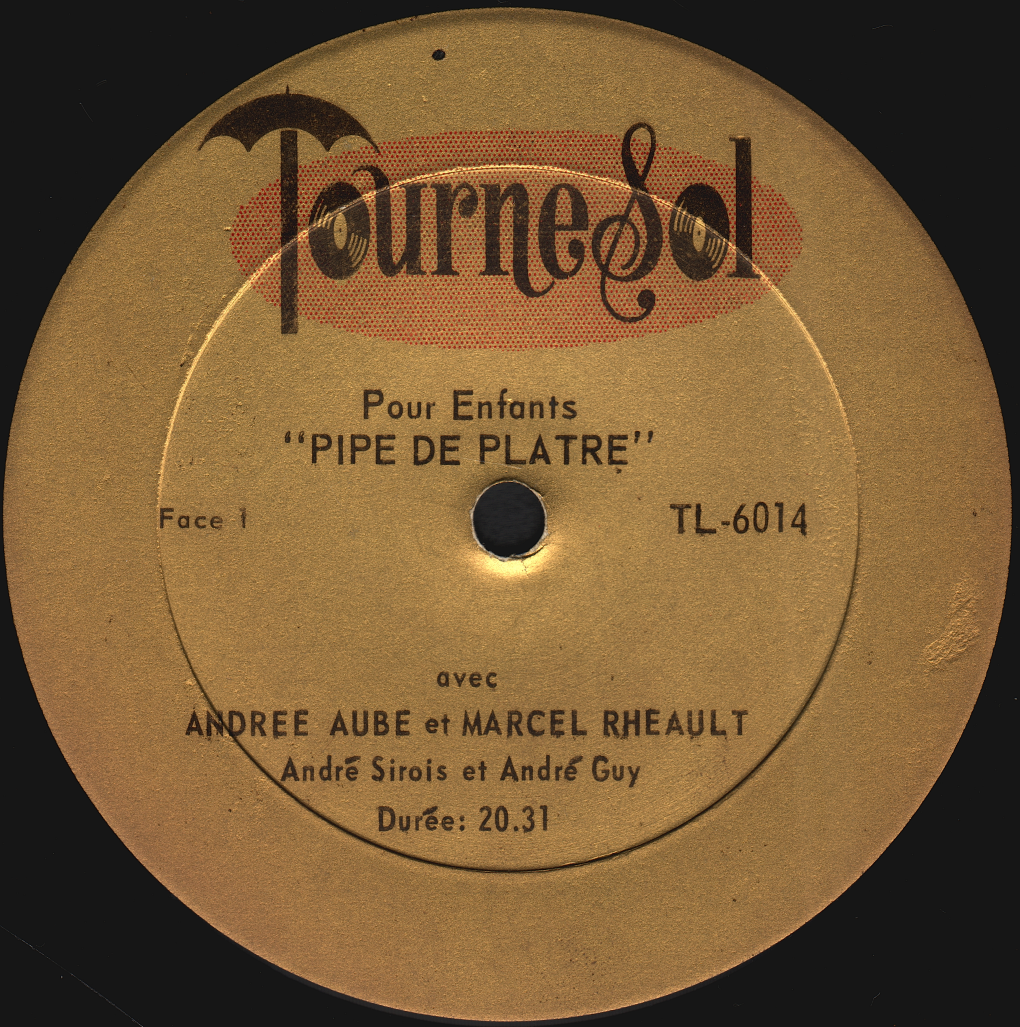 TourneSol
Pour Enfants
“PIPE DE PLATRE”
Face 1
TL-6014
avec
ANDREE AUBE et MARCEL RHEAULT
André Sirois et André Guy
Durée: 20.31